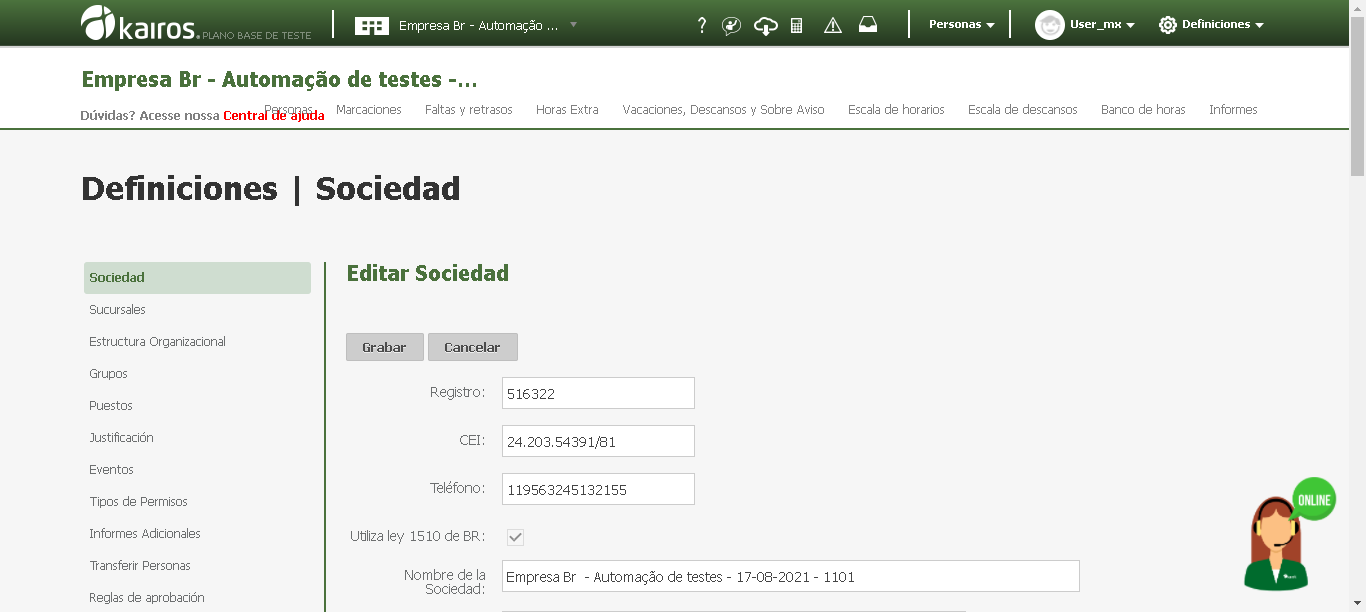 kairos. PLANO BASE DE TESTE
Empresa Br - Automação de testes ...
?
Personas
User_mx
Definiciones
Empresa Br - Automação de testes -...
Dúvidas? Acesse nossa Central de ajuda
Personas
Marcaciones
Faltas y retrasos
Horas Extra
Vacaciones, Descansos y Sobre Aviso
Escala de horarios
Escala de descansos
Banco de horas
Informes
Definiciones | Sociedad
Sociedad
Sucursales
Estructura Organizacional
Grupos
Puestos
Justificación
Eventos
Tipos de Permisos
Informes Adicionales
Transferir Personas
Reglas de aprobación
Editar Sociedad
Grabar
Cancelar
Registro: 516322
CEI: 24.203.54391/81
Teléfono: 119563245132155
Utiliza ley 1510 de BR:
Nombre de la
Sociedad:
Empresa Br - Automação de testes - 17-08-2021 - 1101
ONLINE